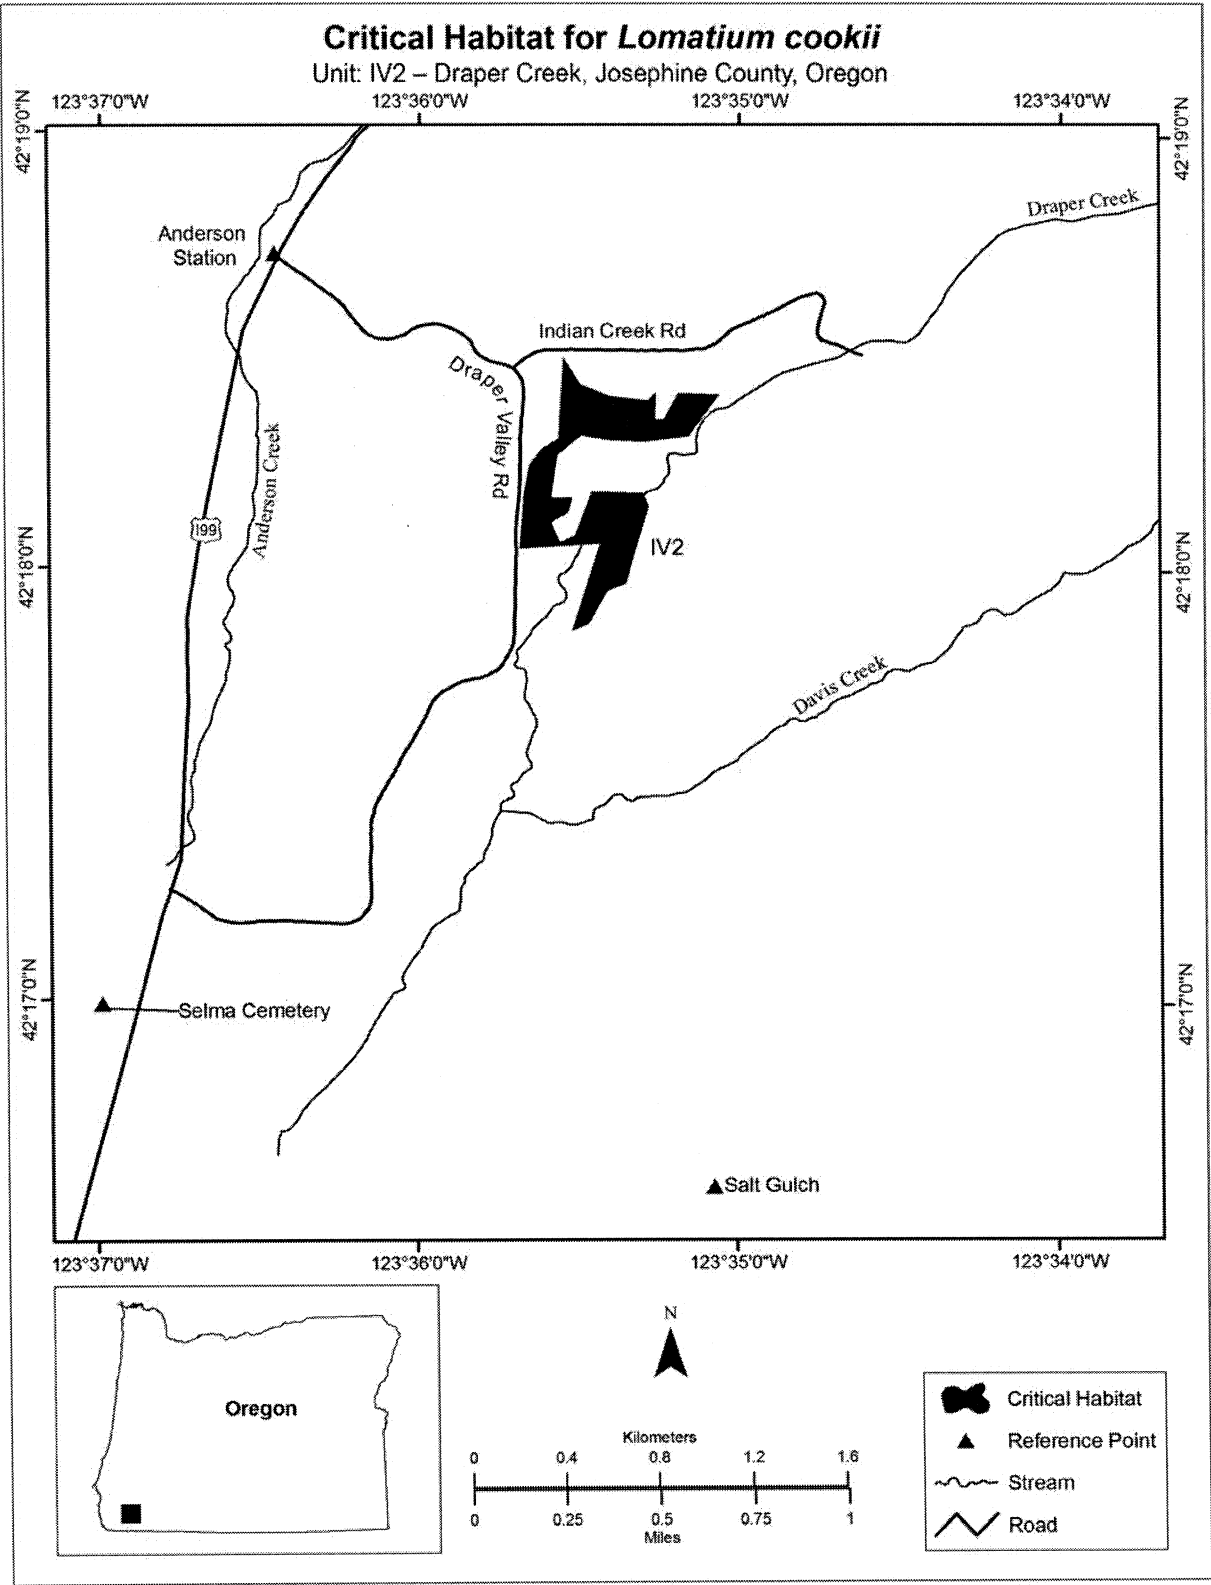 Critical Habitat for Lomatium cookii
Unit: IV2 – Draper Creek, Josephine County, Oregon
123°37'0"W
123°36'0"W
123°35'0"W
123°34'0"W
42°19'0"N
42°19'0"N
Draper Creek
Anderson
Station
Indian Creek Rd
Draper Valley Rd
Anderson Creek
199
IV2
42°18'0"N
42°18'0"N
Davis Creek
42°17'0"N
42°17'0"N
Selma Cemetery
Salt Gulch
123°37'0"W
123°36'0"W
123°35'0"W
123°34'0"W
Oregon
N
Kilometers
0 0.4 0.8 1.2 1.6
0 0.25 0.5 0.75 1
Miles
Critical Habitat
Reference Point
Stream
Road